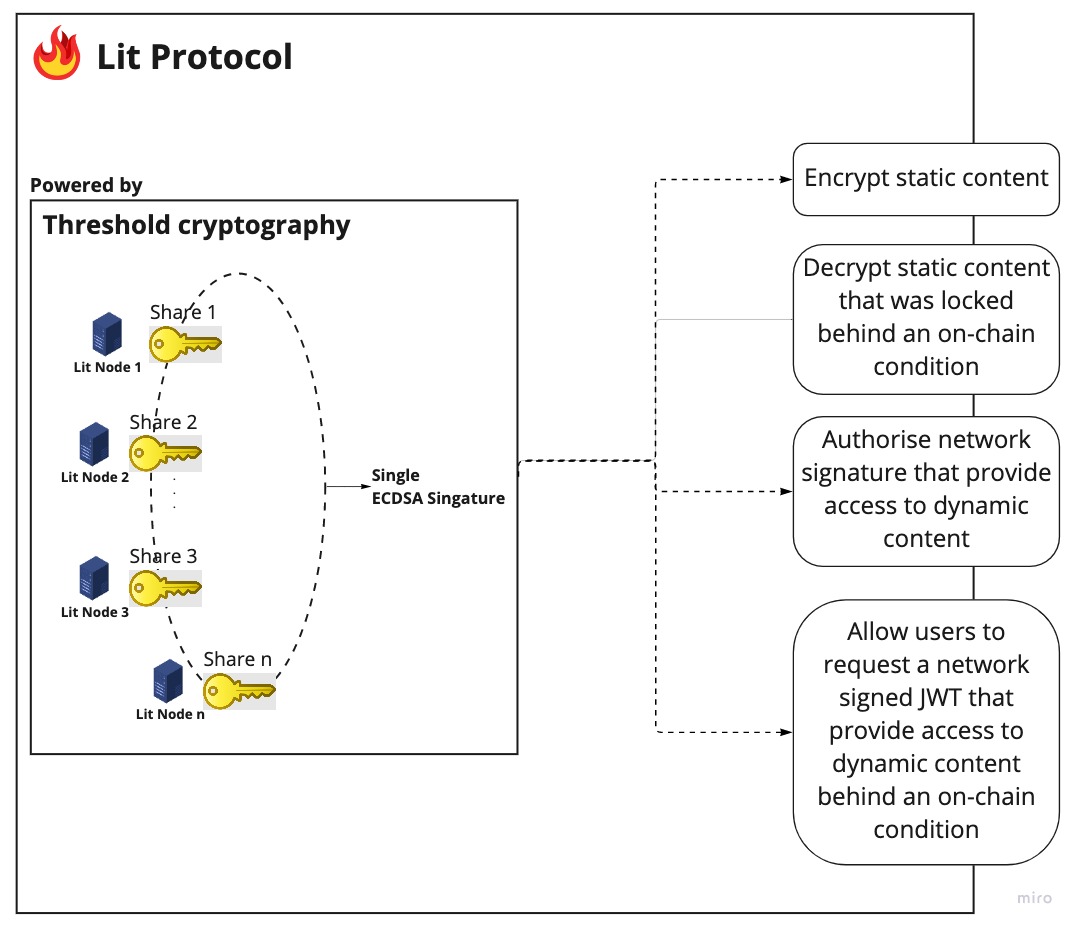 Lit Protocol
Powered by
Threshold cryptography
Share 1
Lit Node 1
Share 2
Lit Node 2
Share 3
Lit Node 3
Share n
Lit Node n
Single
ECDSA Singature
Encrypt static content
Decrypt static content
that was locked
behind an on-chain
condition
Authorise network
signature that provide
access to dynamic
content
Allow users to
request a network
signed JWT that
provide access to
dynamic content
behind an on-chain
condition
miro